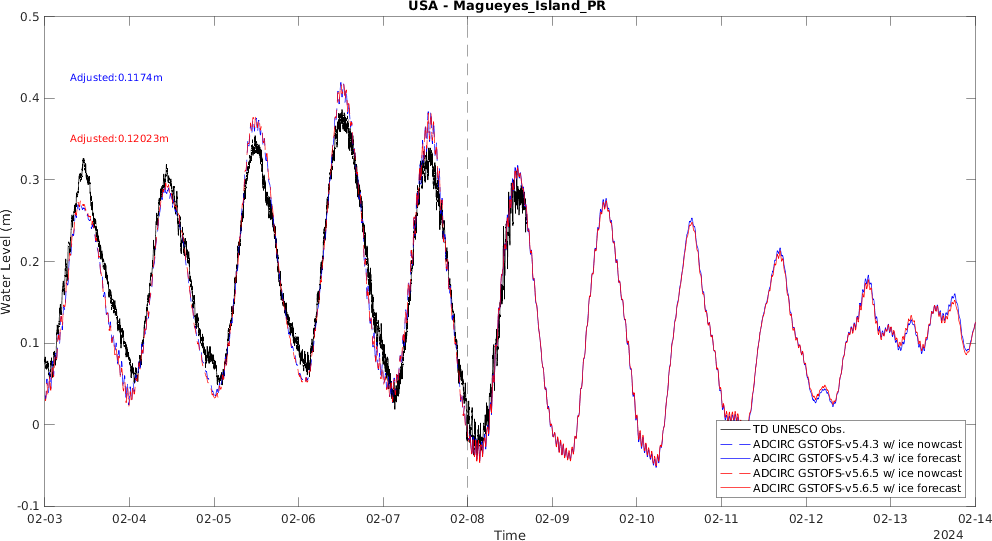 USA - Magueyes_Island_PR
0.5
0.4
0.3
0.2
0.1
0
-0.1
Water Level (m)
Adjusted:0.1174m
Adjusted:0.12023m
TD UNESCO Obs.
ADCIRC GSTOFS-v5.4.3 w/ ice nowcast
ADCIRC GSTOFS-v5.4.3 w/ ice forecast
ADCIRC GSTOFS-v5.6.5 w/ ice nowcast
ADCIRC GSTOFS-v5.6.5 w/ ice forecast
02-03 02-04 02-05 02-06 02-07 02-08 02-09 02-10 02-11 02-12 02-13 02-14
Time
2024